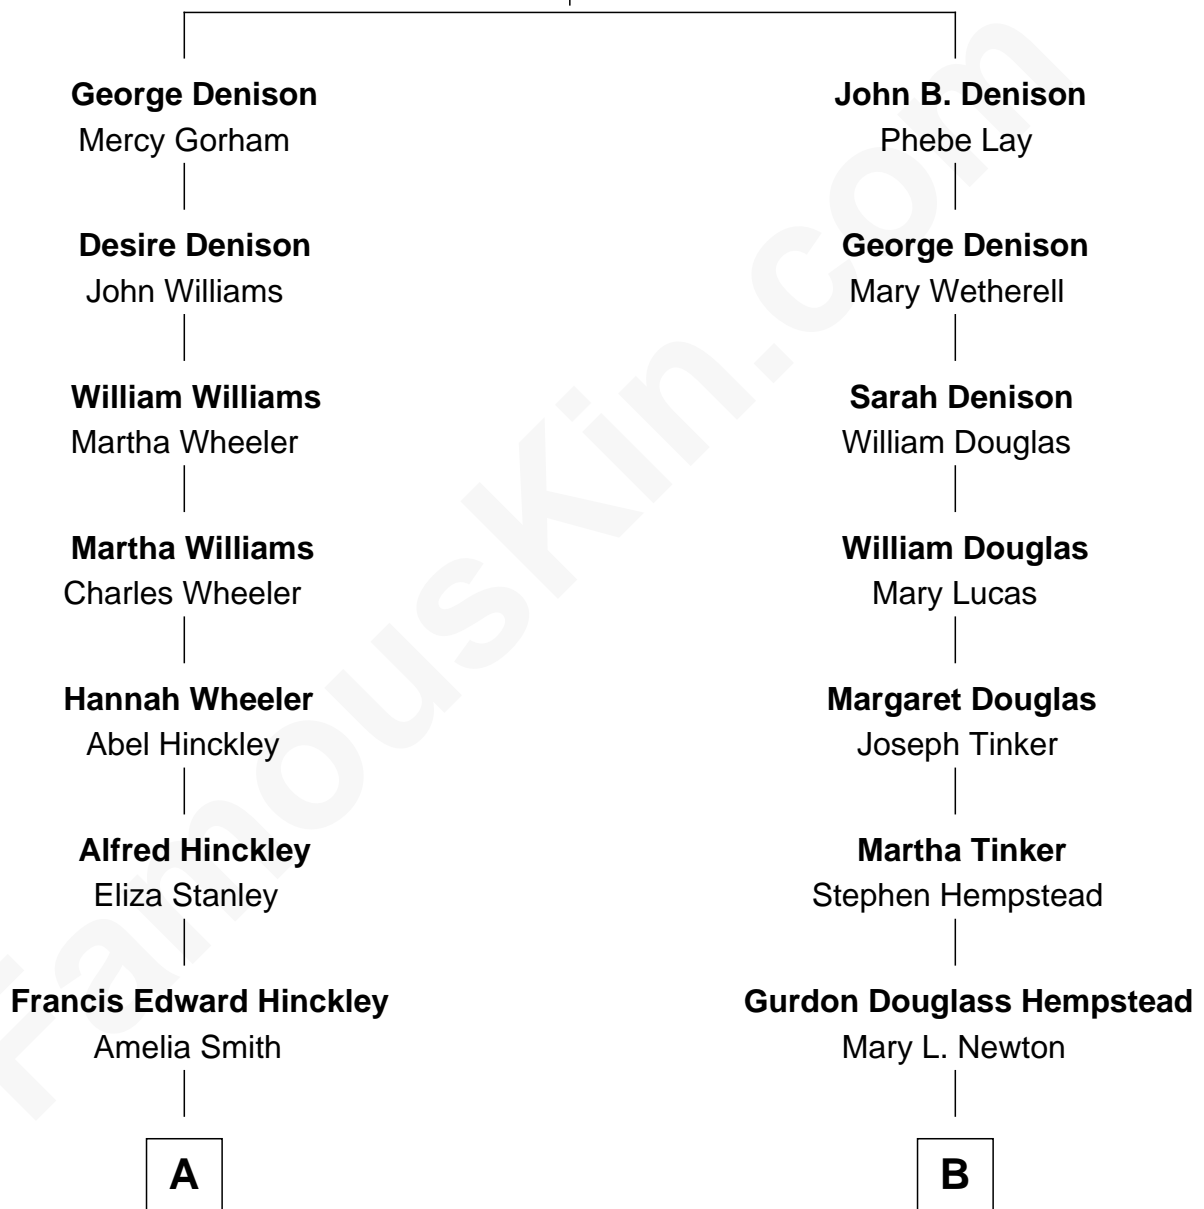 George Denison
Mercy Gorham
Desire Denison
John Williams
William Williams
Martha Wheeler
Martha Williams
Charles Wheeler
Hannah Wheeler
Abel Hinckley
Alfred Hinckley
Eliza Stanley
Francis Edward Hinckley
Amelia Smith
A
John B. Denison
Phebe Lay
George Denison
Mary Wetherell
Sarah Denison
William Douglas
William Douglas
Mary Lucas
Margaret Douglas
Joseph Tinker
Martha Tinker
Stephen Hempstead
Gurdon Douglass Hempstead
Mary L. Newton
B
FamousKin.com